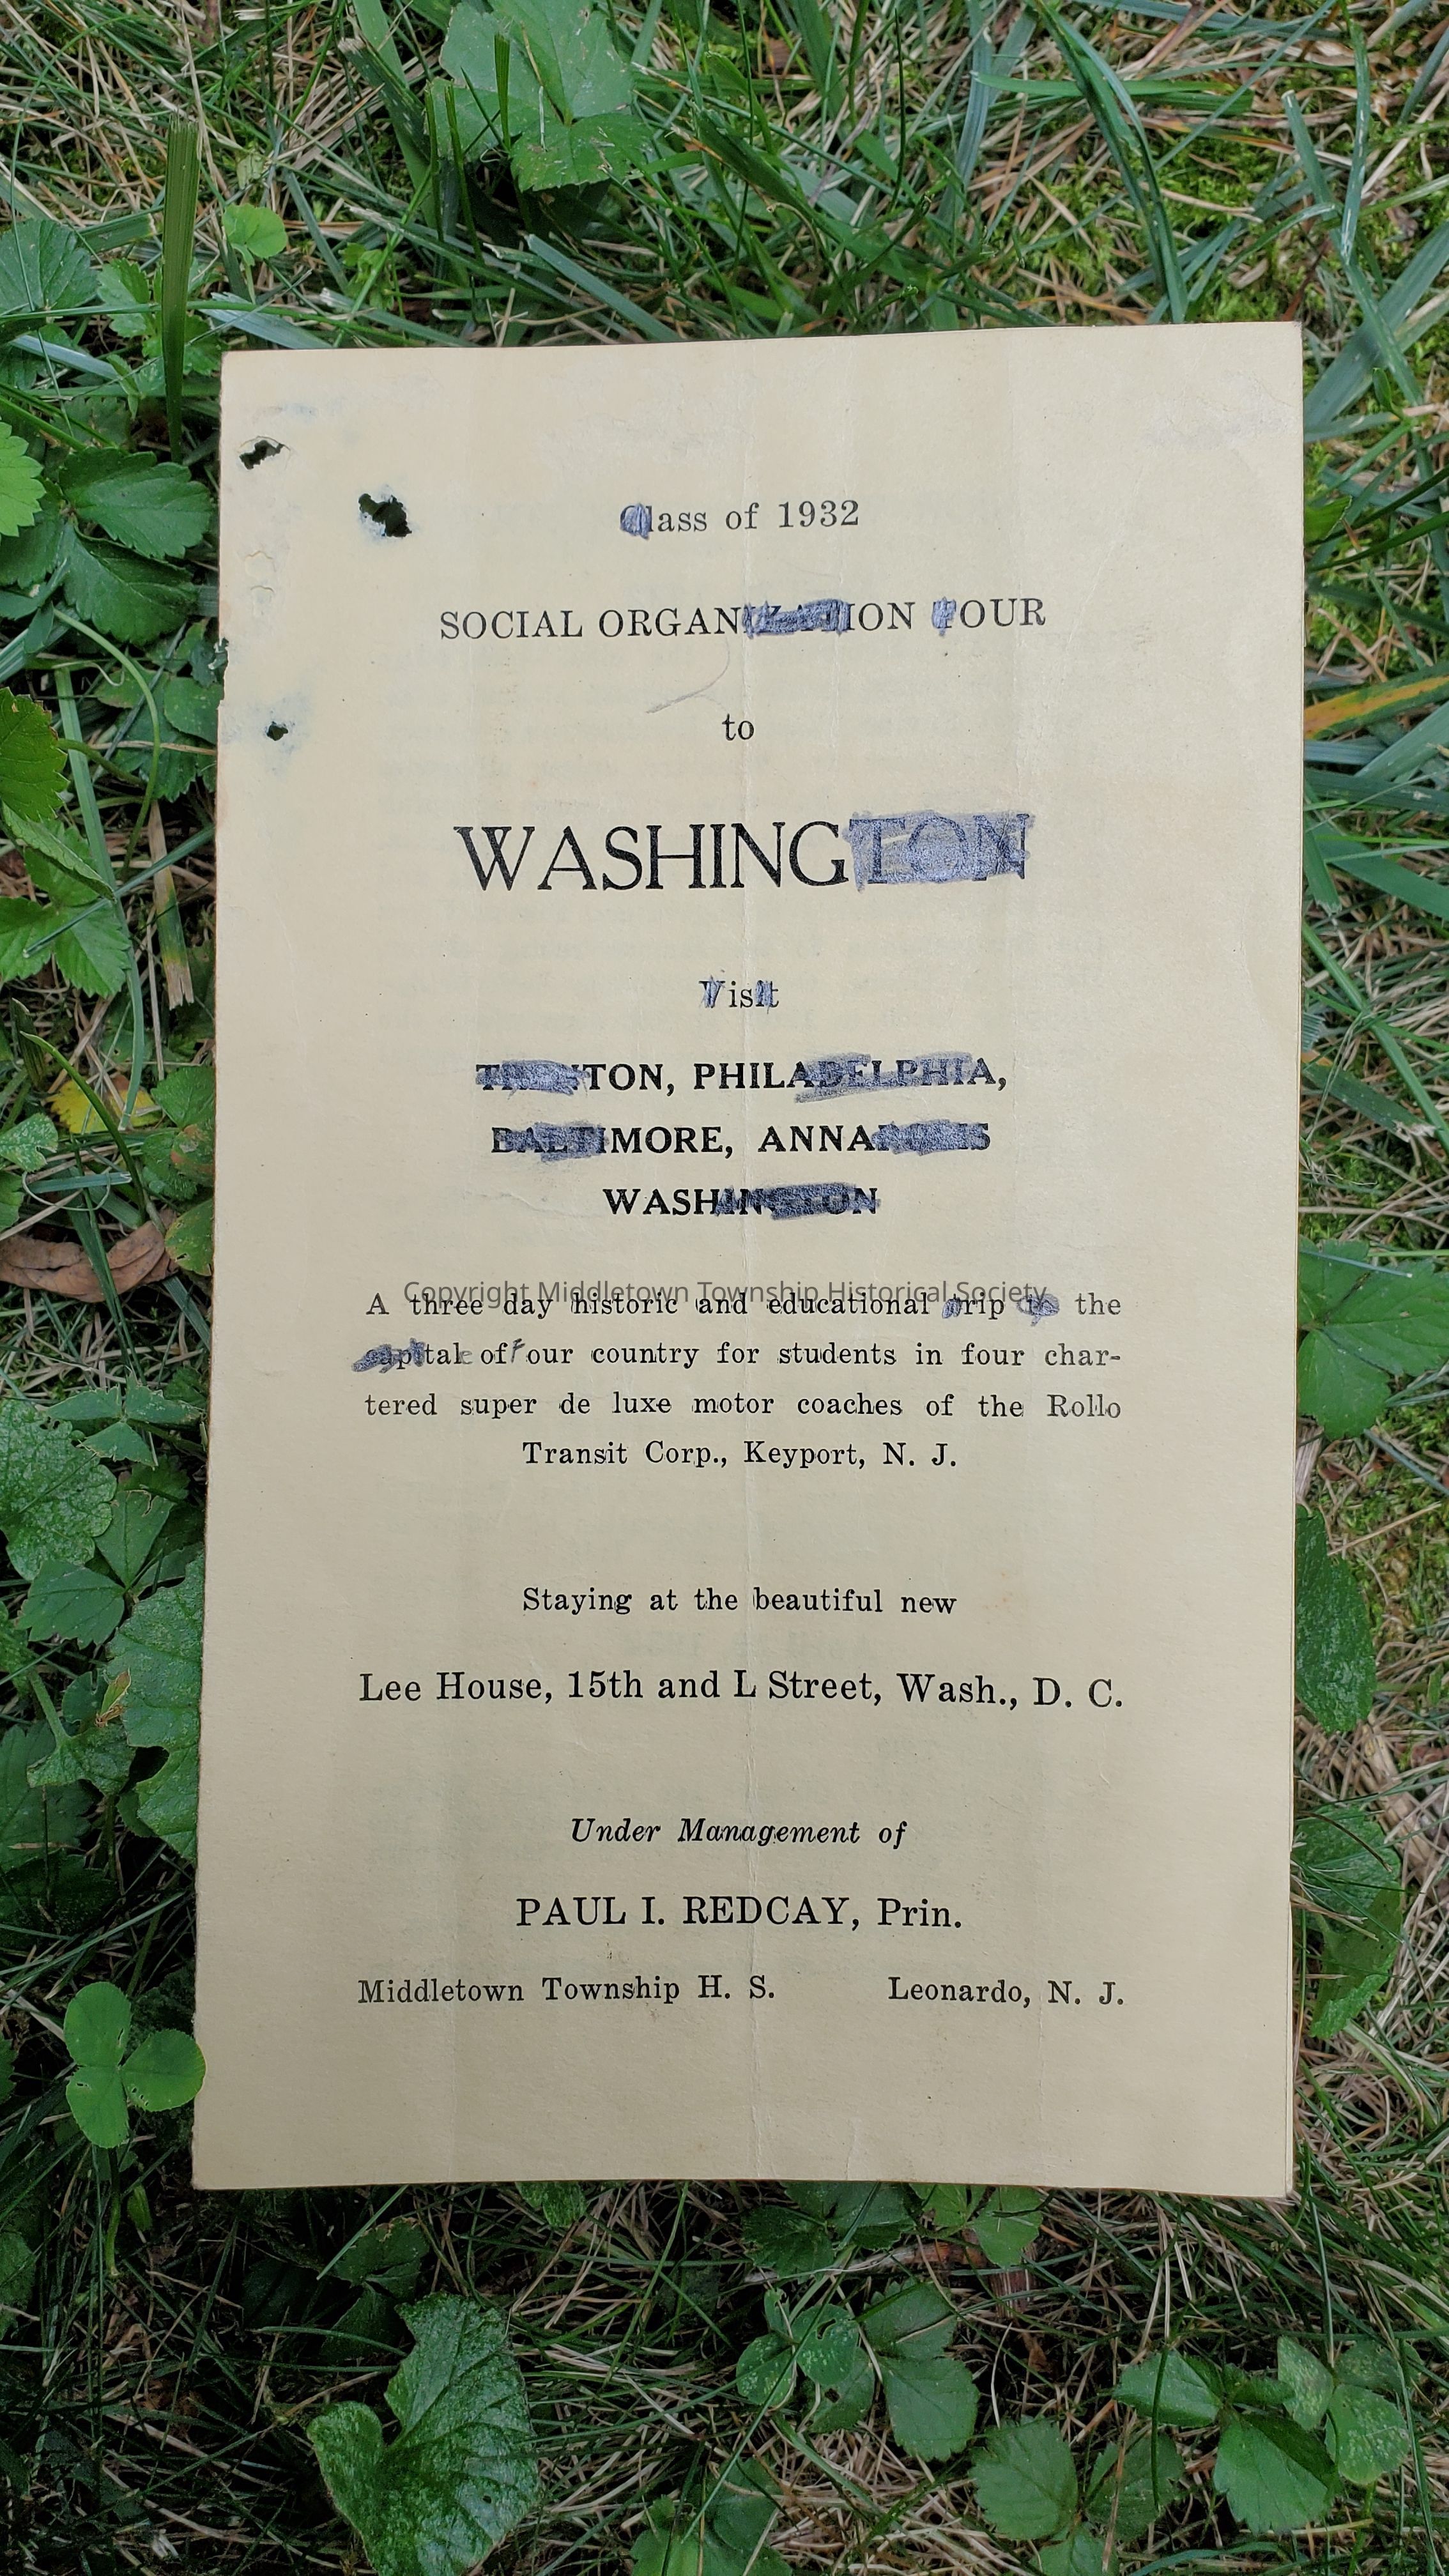 Class of 1932
SOCIAL ORGANIZATION TOUR
to
WASHINGTON
Visit
TRENTON, PHILADELPHIA,
BALTIMORE, ANNAPOLIS
WASHINGTON
Copyright Middletown Township Historical Society
A three day historic and educational trip to the
capital of our country for students in four char-
tered super de luxe motor coaches of the Rollo
Transit Corp., Keyport, N. J.
Staying at the beautiful new
Lee House, 15th and L Street, Wash., D. C.
Under Management of
PAUL I. REDCAY, Prin.
Middletown Township H. S. Leonardo, N. J.